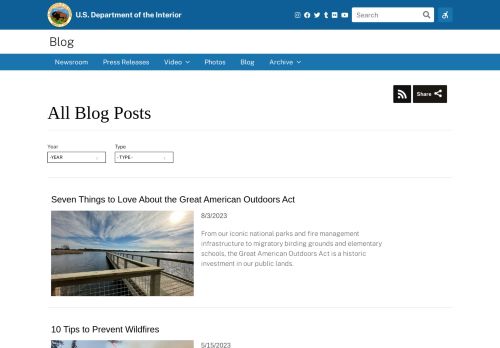 U.S. Department of the Interior
Search
Blog
Newsroom Press Releases Video Photos Blog Archive
Share
All Blog Posts
Year Type
-YEAR - TYPE -
Seven Things to Love About the Great American Outdoors Act
8/3/2023
From our iconic national parks and fire management
infrastructure to migratory birding grounds and elementary
schools, the Great American Outdoors Act is a historic
investment in our public lands.
10 Tips to Prevent Wildfires
5/15/2023